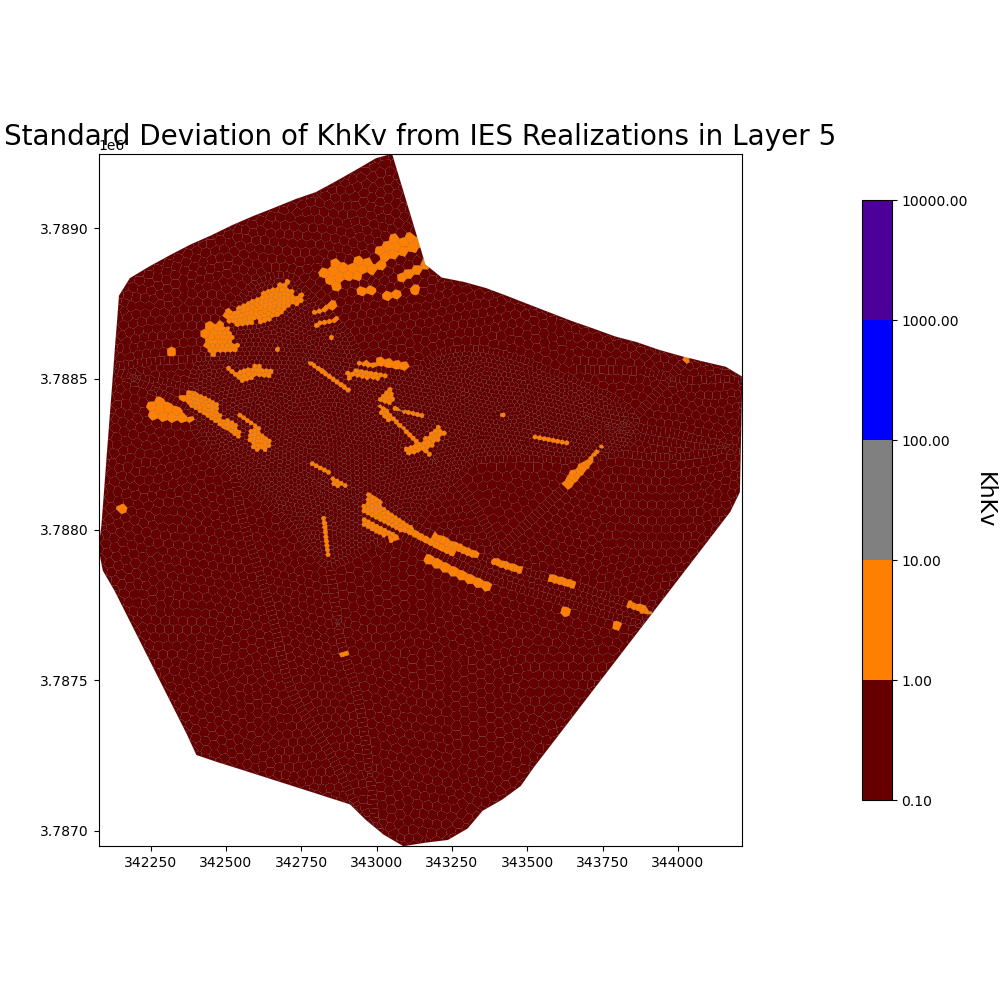 Standard Deviation of KhKv from IES Realizations in Layer 5
1e6
3.7890
3.7885
3.7880
3.7875
3.7870
342250 342500 342750 343000 343250 343500 343750 344000
10000.00
1000.00
100.00
10.00
1.00
0.10
KhKv